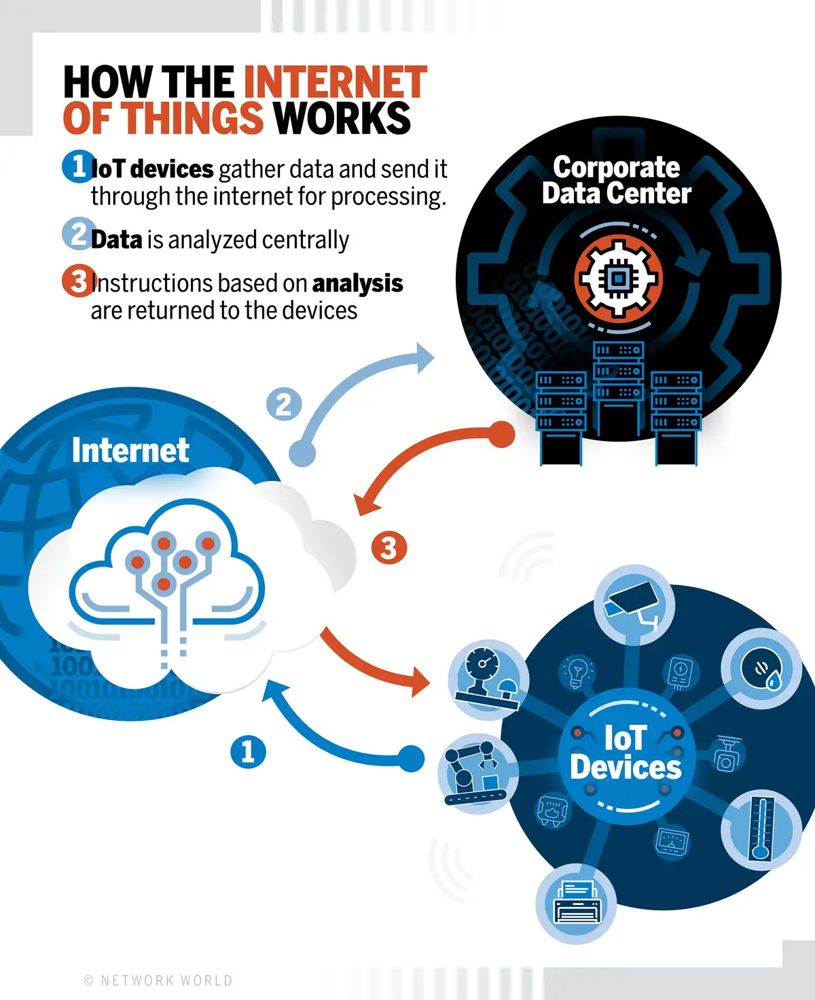 HOW THE INTERNET
OF THINGS WORKS
1 IoT devices gather data and send it
through the internet for processing.
2 Data is analyzed centrally
3 Instructions based on analysis
are returned to the devices
Corporate
Data Center
2
Internet
3
1
IoT
Devices
1001010010
© NETWORK WORLD